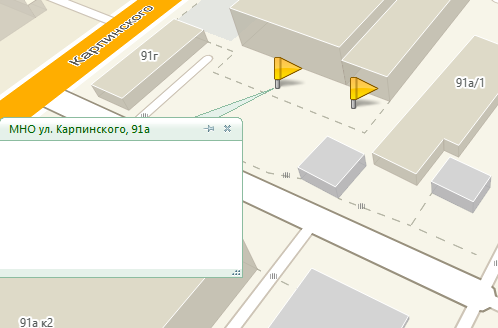 Карпинского
91г
91а/1
МНО ул. Карпинского, 91а
91а к2